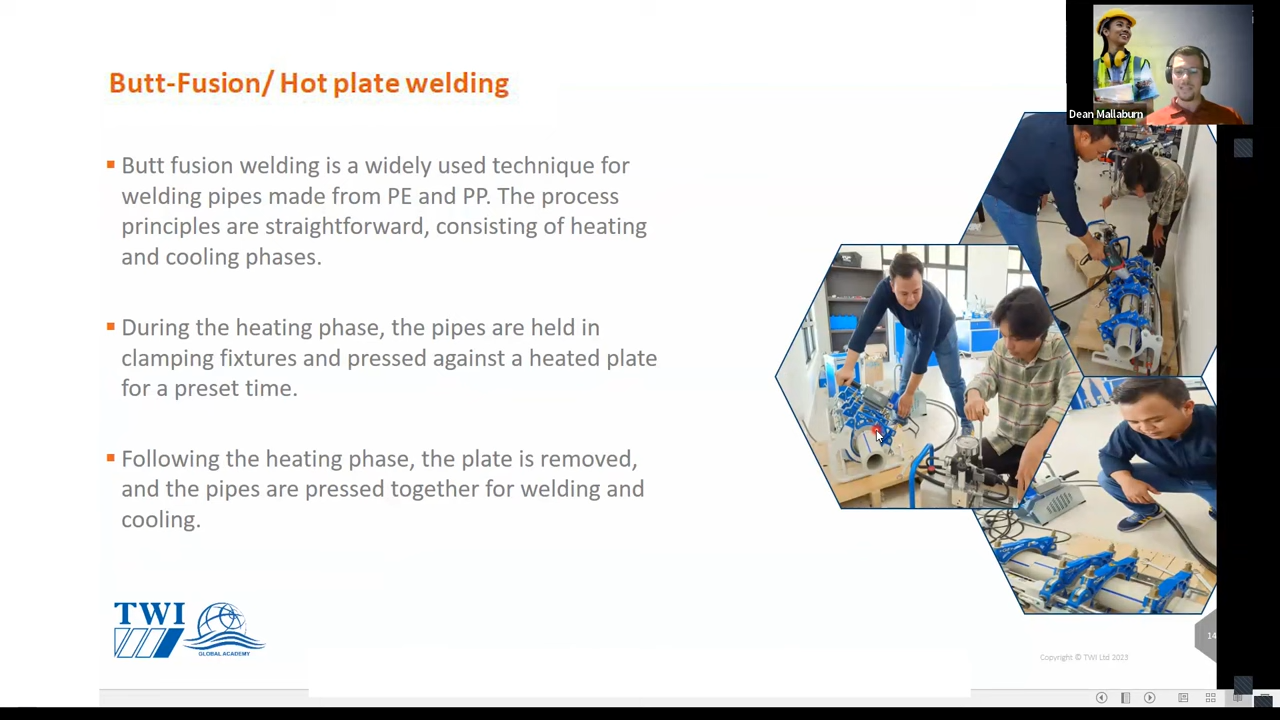 Butt-Fusion/ Hot plate welding
Dean Mallaburn
Butt fusion welding is a widely used technique for
welding pipes made from PE and PP. The process
principles are straightforward, consisting of heating
and cooling phases.
During the heating phase, the pipes are held in
clamping fixtures and pressed against a heated plate
for a preset time.
Following the heating phase, the plate is removed,
and the pipes are pressed together for welding and
cooling.
TWI
GLOBAL ACADEMY
14
Copyright © TWI Ltd 2023